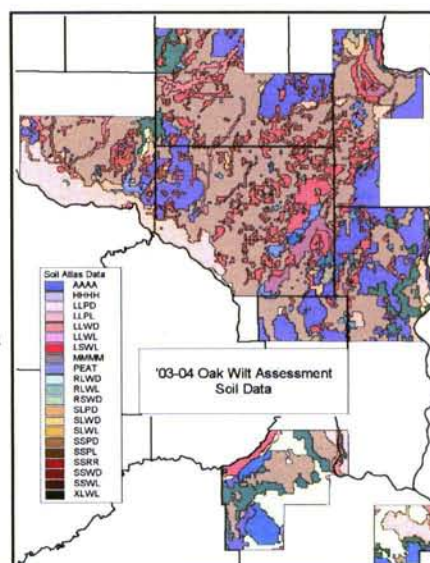 Soil Atlas Data
AAAA
HHHH
LLPD
LLPL
LLWD
LLWL
LSWL
MMMM
PEAT
RLWD
RLWL
RSWD
SLPD
SLWD
SLWL
SSPD
SSPL
SSRR
SSWD
SSWL
XLWL
'03-04 Oak Wilt Assessment
Soil Data